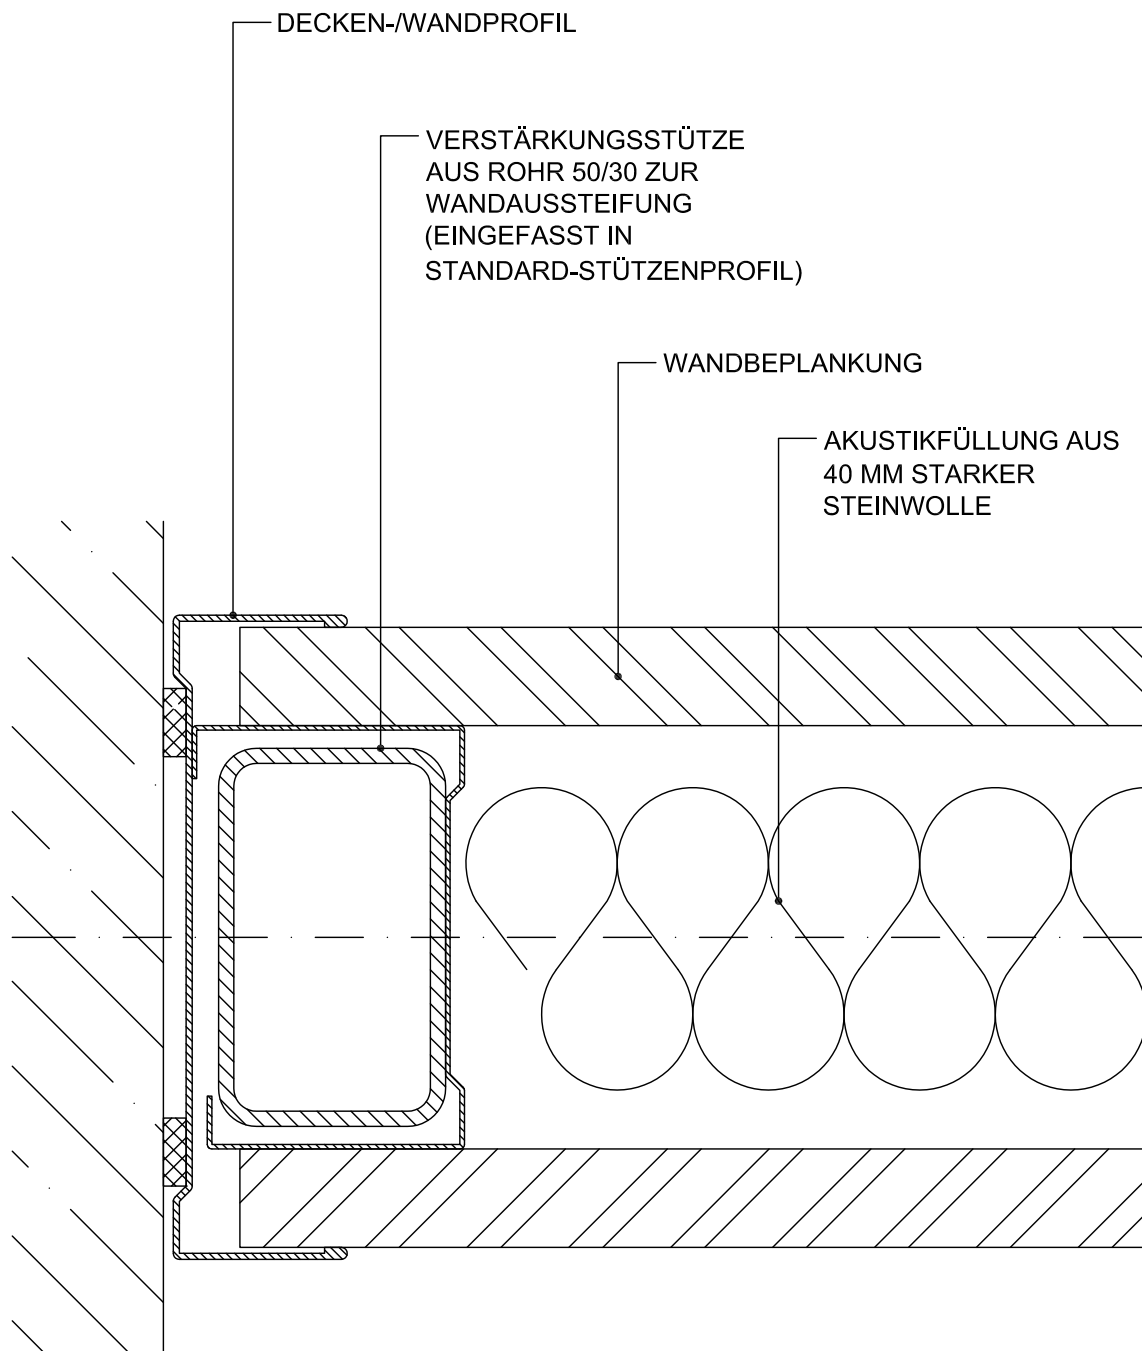 DECKEN-/WANDPROFIL
VERSTÄRKUNGSSTÜTZE
AUS ROHR 50/30 ZUR
WANDAUSSTEIFUNG
(EINGEFASST IN
STANDARD-STÜTZENPROFIL)
WANDBEPLANKUNG
AKUSTIKFÜLLUNG AUS
40 MM STARKER
STEINWOLLE